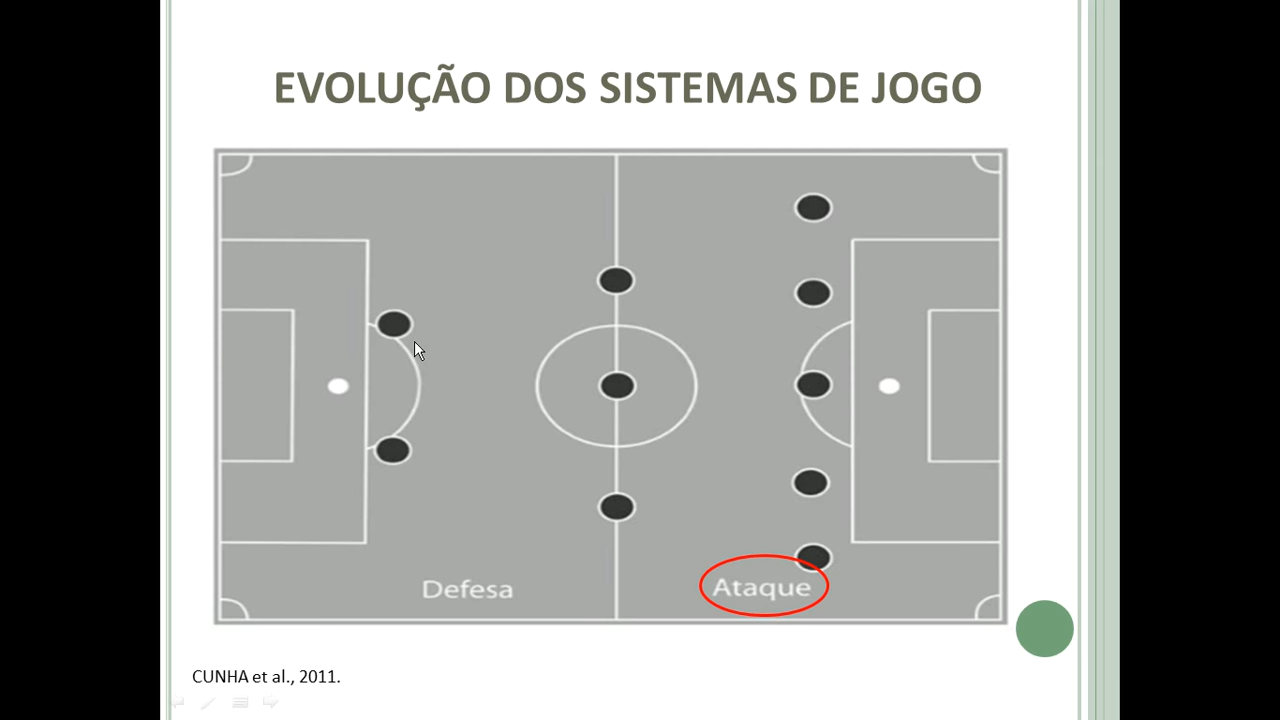 EVOLUÇÃO DOS SISTEMAS DE JOGO
Defesa
Ataque
CUNHA et al., 2011.